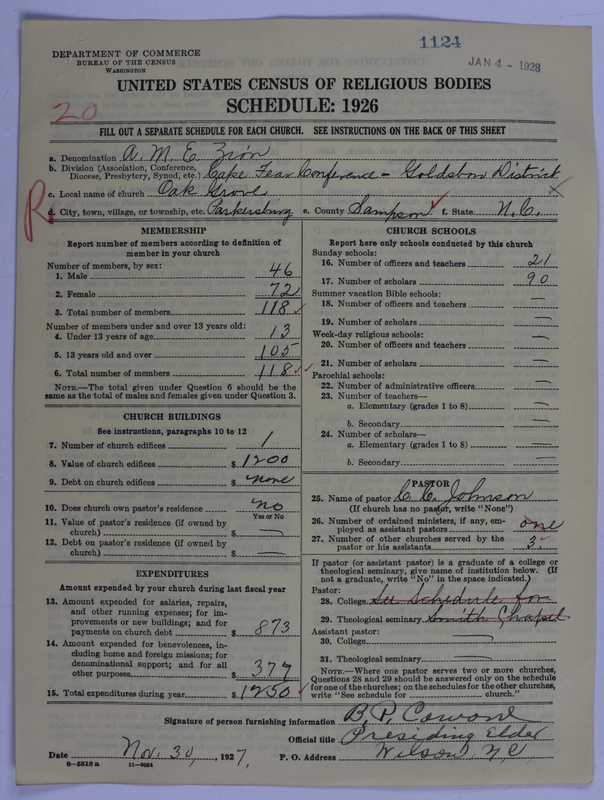 1124
JAN 4 - 1928
DEPARTMENT OF COMMERCE
BUREAU OF THE CENSUS
WASHINGTON
UNITED STATES CENSUS OF RELIGIOUS BODIES
SCHEDULE: 1926
20
FILL OUT A SEPARATE SCHEDULE FOR EACH CHURCH. SEE INSTRUCTIONS ON THE BACK OF THIS SHEET
a. Denomination A. M. E. Zion
b. Division (Association, Conference, Diocese, Presbytery, Synod, etc.) Cape Fear Conference - Goldsboro District
c. Local name of church Oak Grove
R
d. City, town, village, or township, etc. Parkersburg e. County Sampson f. State N.C.
MEMBERSHIP
Report number of members according to definition of
member in your church
Number of members, by sex:
1. Male 46
2. Female 72
3. Total number of members 118
Number of members under and over 13 years old:
4. Under 13 years of age 13
5. 13 years old and over 105
6. Total number of members 118
NOTE.—The total given under Question 6 should be the
same as the total of males and females given under Question 3.
CHURCH BUILDINGS
See instructions, paragraphs 10 to 12
7. Number of church edifices 1
8. Value of church edifices $ 1200
9. Debt on church edifices $ none
10. Does church own pastor's residence? no
Yes or No
11. Value of pastor's residence (if owned by
church) $ —
12. Debt on pastor's residence (if owned by
church) $ —
EXPENDITURES
Amount expended by your church during last fiscal year
13. Amount expended for salaries, repairs,
and other running expenses; for im-
provements or new buildings; and for
payments on church debt $ 873
14. Amount expended for benevolences, in-
cluding home and foreign missions; for
denominational support; and for all
other purposes $ 377
15. Total expenditures during year $ 1250
CHURCH SCHOOLS
Report here only schools conducted by this church
Sunday schools:
16. Number of officers and teachers 21
17. Number of scholars 90
Summer vacation Bible schools:
18. Number of officers and teachers —
19. Number of scholars —
Week-day religious schools:
20. Number of officers and teachers —
21. Number of scholars —
Parochial schools:
22. Number of administrative officers —
23. Number of teachers—
a. Elementary (grades 1 to 8) —
b. Secondary —
24. Number of scholars—
a. Elementary (grades 1 to 8) —
b. Secondary —
PASTOR
25. Name of pastor C. C. Johnson
(If church has no pastor, write "None")
26. Number of ordained ministers, if any, em-
ployed as assistant pastors one
27. Number of other churches served by the
pastor or his assistants 3
If pastor (or assistant pastor) is a graduate of a college or
theological seminary, give name of institution below. (If
not a graduate, write "No" in the space indicated.)
Pastor:
28. College See Schedule for
29. Theological seminary Smith Chapel
Assistant pastor:
30. College —
31. Theological seminary —
NOTE.—Where one pastor serves two or more churches,
Questions 28 and 29 should be answered only on the schedule
for one of the churches; on the schedules for the other churches,
write "See schedule for church."
Signature of person furnishing information B. P. Coward
Official title Presiding Elder
Date Nov. 30, 1927, P. O. Address Wilson, N.C
8—5518 a 11—9024